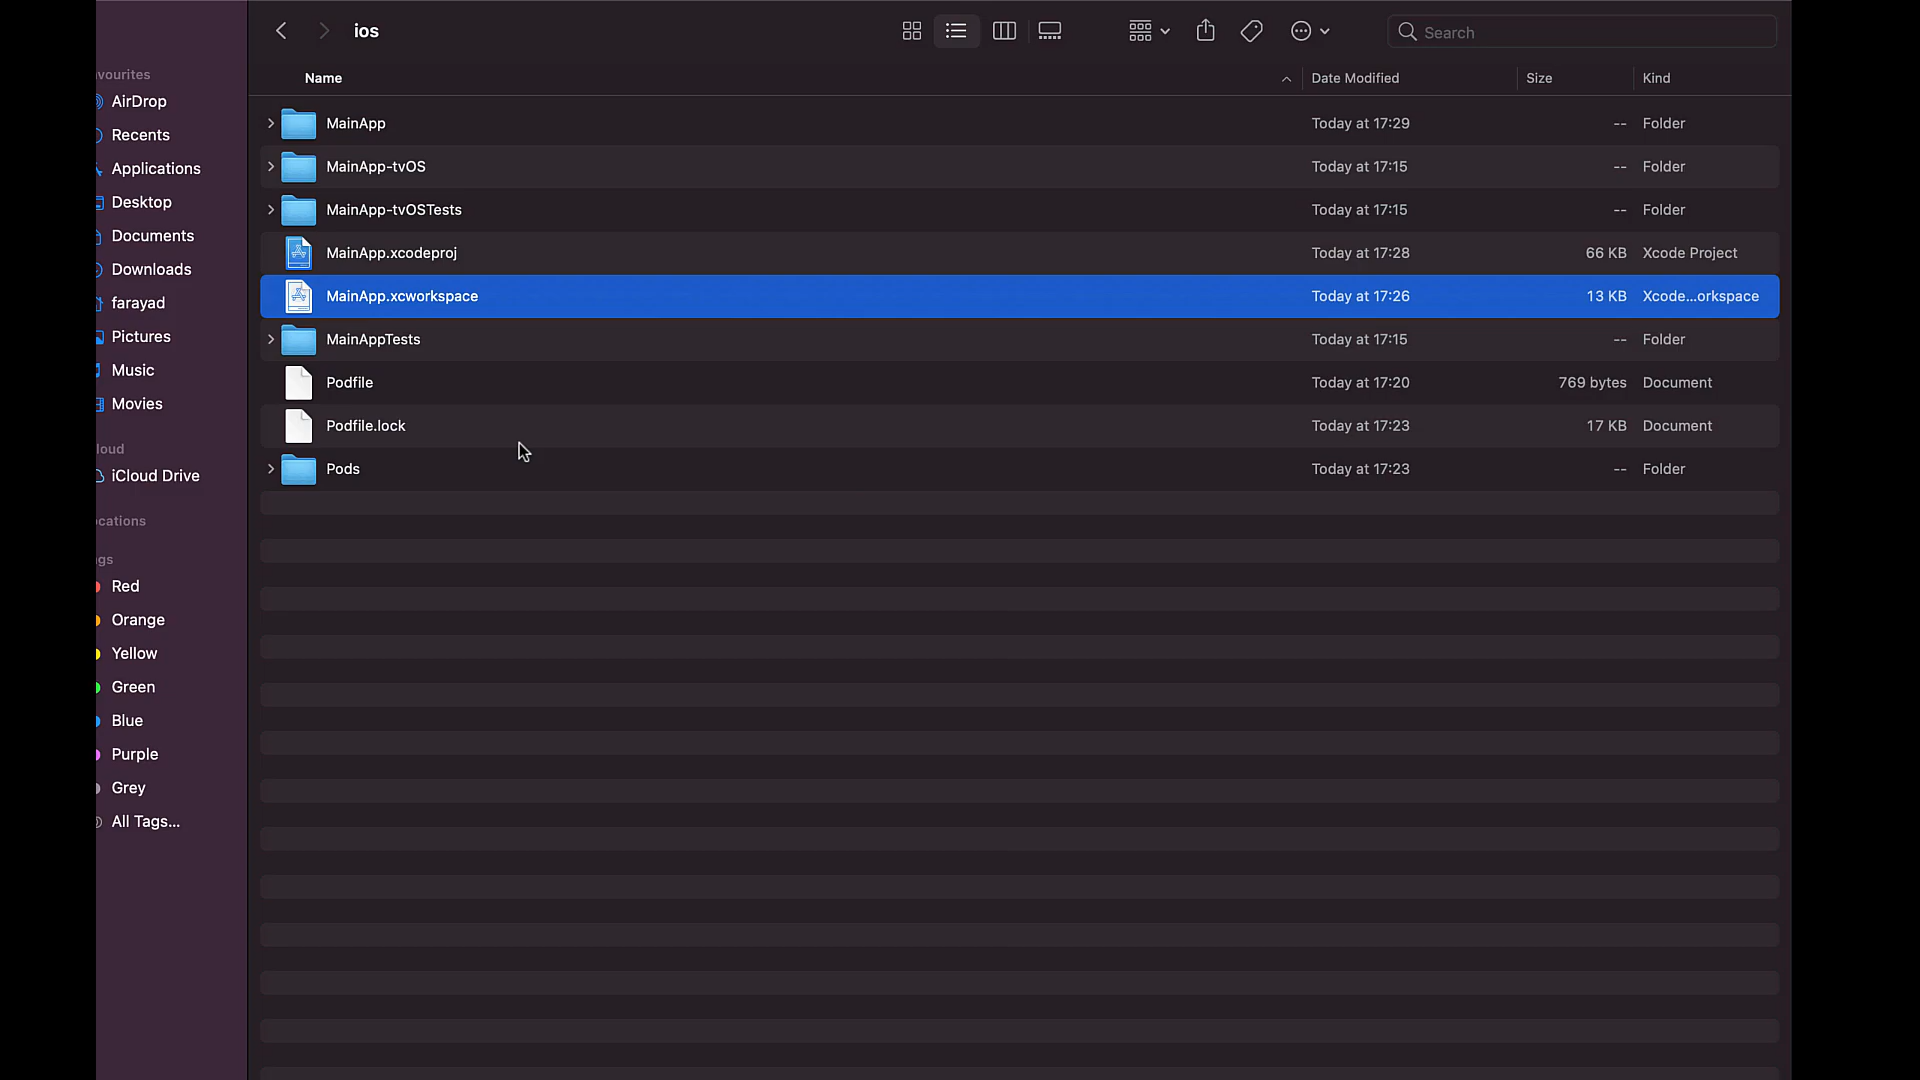 ios
Search
Name
Date Modified
Size
Kind
vourites
AirDrop
Recents
Applications
Desktop
Documents
Downloads
farayad
Pictures
Music
Movies
loud
iCloud Drive
cations
gs
Red
Orange
Yellow
Green
Blue
Purple
Grey
All Tags...
MainApp Today at 17:29 -- Folder
MainApp-tvOS Today at 17:15 -- Folder
MainApp-tvOSTests Today at 17:15 -- Folder
MainApp.xcodeproj Today at 17:28 66 KB Xcode Project
MainApp.xcworkspace Today at 17:26 13 KB Xcode...orkspace
MainAppTests Today at 17:15 -- Folder
Podfile Today at 17:20 769 bytes Document
Podfile.lock Today at 17:23 17 KB Document
Pods Today at 17:23 -- Folder